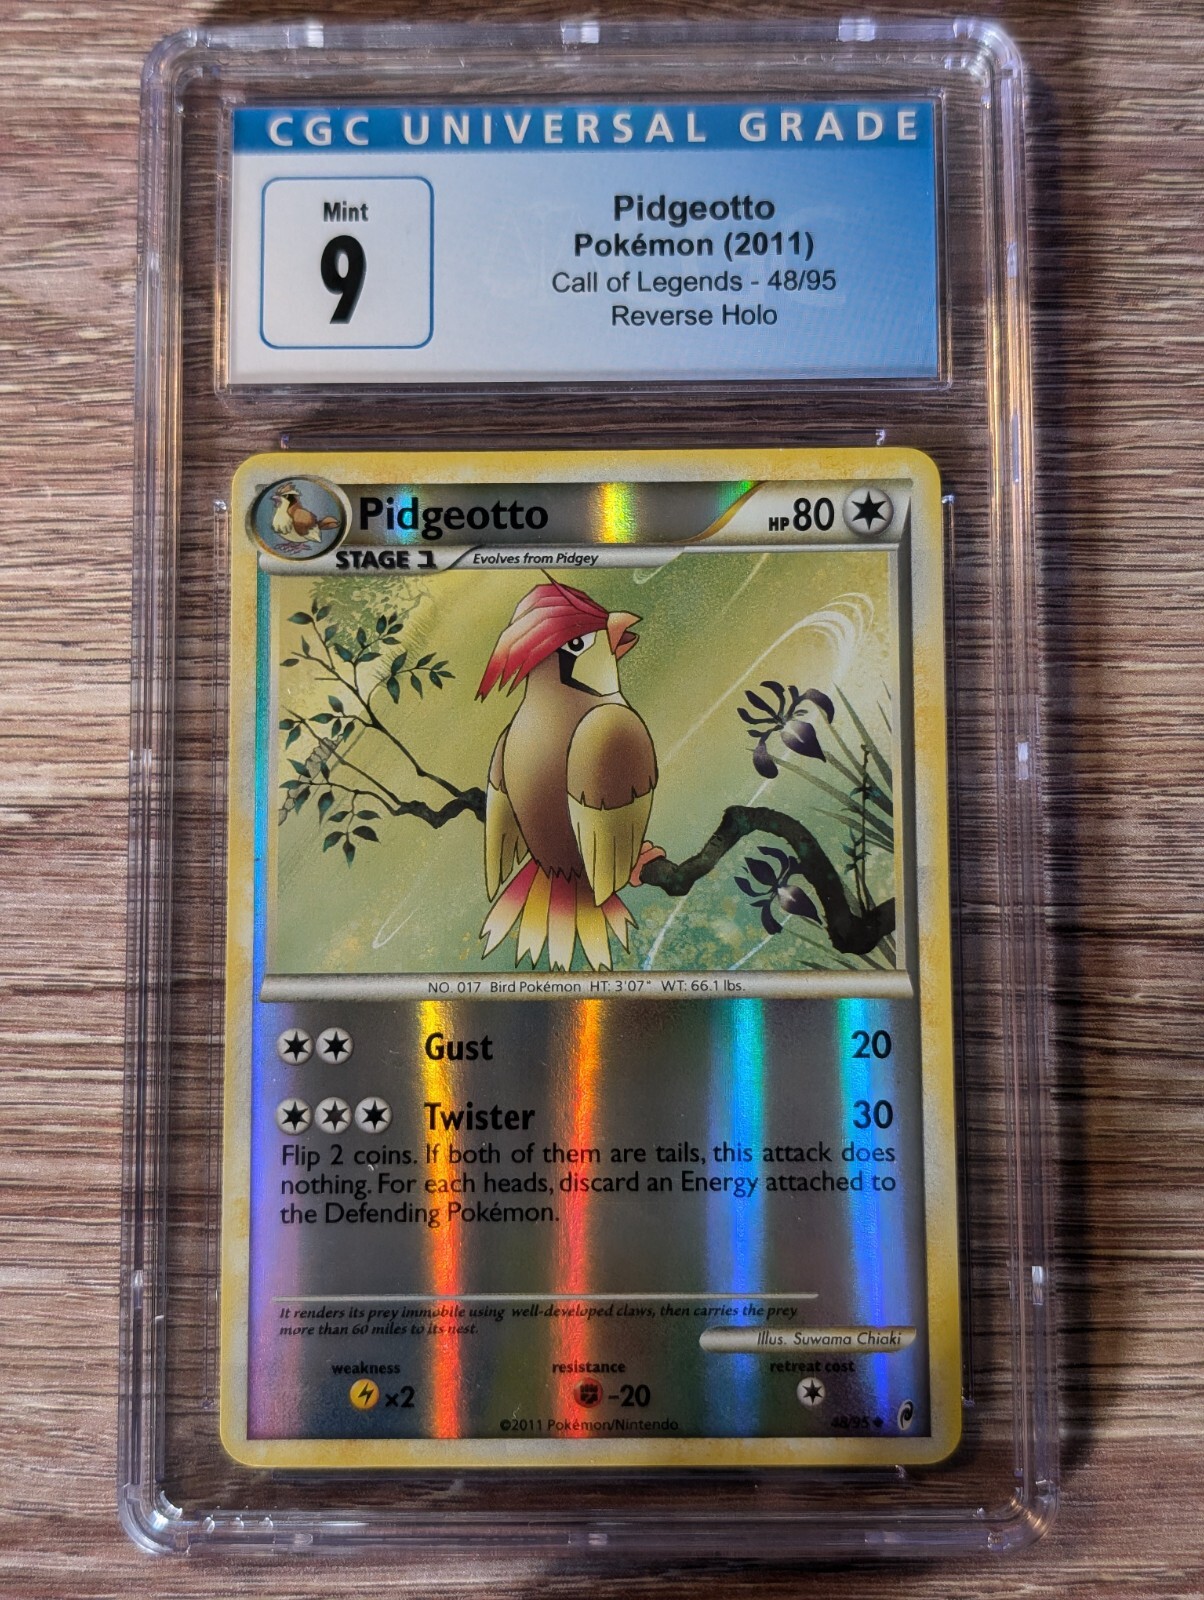 CGC UNIVERSAL GRADE
Mint
9
Pidgeotto
Pokémon (2011)
Call of Legends - 48/95
Reverse Holo
Pidgeotto
HP 80
STAGE 1
Evolves from Pidgey
NO. 017 Bird Pokémon HT: 3'07" WT: 66.1 lbs.
Gust 20
Twister 30
Flip 2 coins. If both of them are tails, this attack does
nothing. For each heads, discard an Energy attached to
the Defending Pokémon.
It renders its prey immobile using well-developed claws, then carries the prey
more than 60 miles to its nest.
Illus. Suwama Chiaki
weakness resistance retreat cost
×2 -20
©2011 Pokémon/Nintendo 48/95